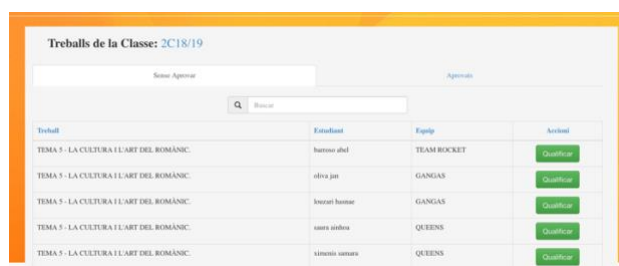 Treballs de la Classe: 2C18/19
Sense Aprovar Aprovats
Buscar
Treball Estudiant Equip Accioni
TEMA 5 - LA CULTURA I L'ART DEL ROMÀNIC. barroso abel TEAM ROCKET Qualificar
TEMA 5 - LA CULTURA I L'ART DEL ROMÀNIC. oliva jan GANGAS Qualificar
TEMA 5 - LA CULTURA I L'ART DEL ROMÀNIC. hasnae GANGAS Qualificar
TEMA 5 - LA CULTURA I L'ART DEL ROMÀNIC. saura ainhoa QUEENS Qualificar
TEMA 5 - LA CULTURA I L'ART DEL ROMÀNIC. ximenis samara QUEENS Qualificar